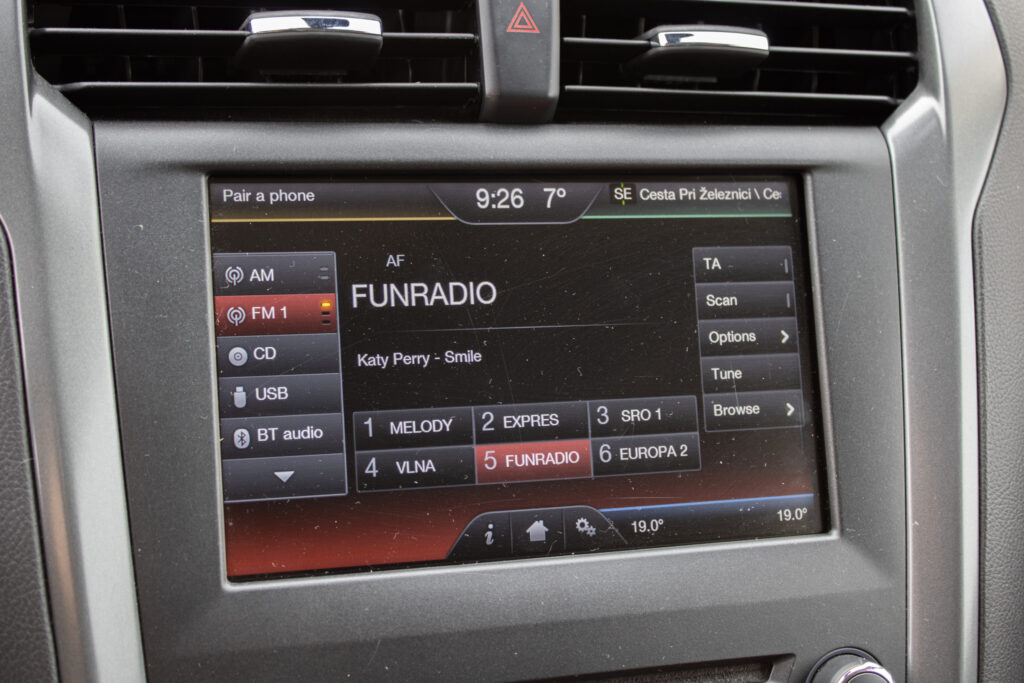 Pair a phone
9:26 7°
SE Cesta Pri Železnici \ Ce
AM
FM 1
CD
USB
BT audio
AF
FUNRADIO
Katy Perry - Smile
1 MELODY 2 EXPRES 3 SRO 1
4 VLNA 5 FUNRADIO 6 EUROPA 2
TA
Scan
Options
Tune
Browse
i
19.0°
19.0°